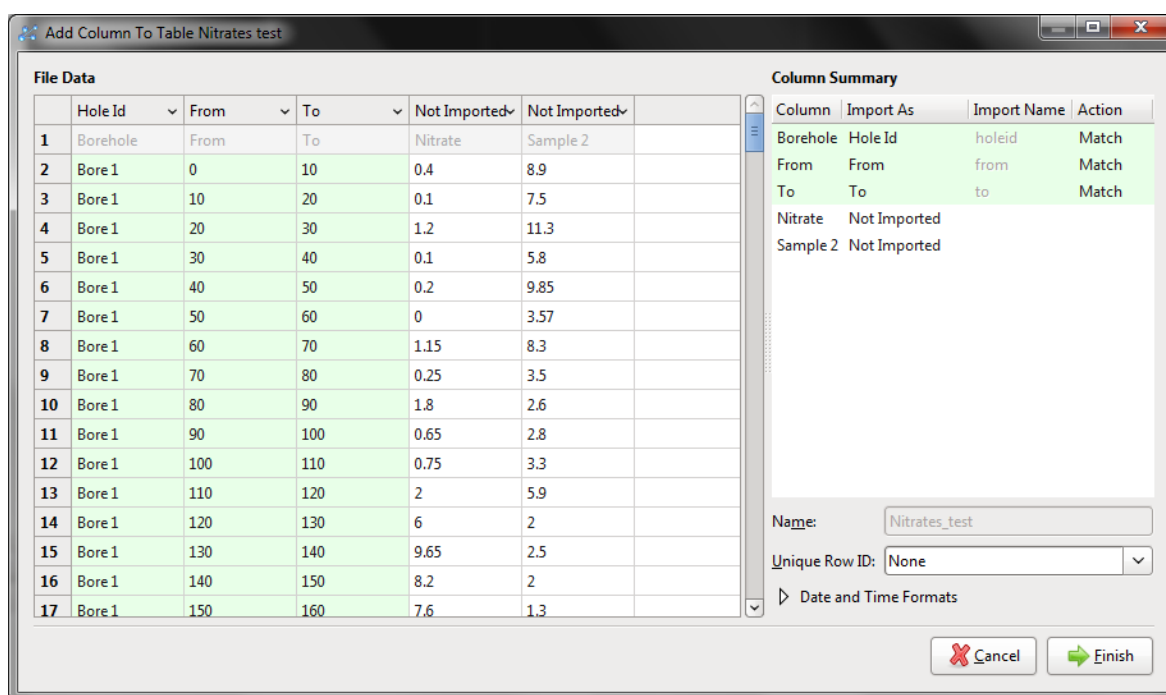 Add Column To Table Nitrates test
File Data
Hole Id From To Not Imported Not Imported
1 Borehole From To Nitrate Sample 2
2 Bore 1 0 10 0.4 8.9
3 Bore 1 10 20 0.1 7.5
4 Bore 1 20 30 1.2 11.3
5 Bore 1 30 40 0.1 5.8
6 Bore 1 40 50 0.2 9.85
7 Bore 1 50 60 0 3.57
8 Bore 1 60 70 1.15 8.3
9 Bore 1 70 80 0.25 3.5
10 Bore 1 80 90 1.8 2.6
11 Bore 1 90 100 0.65 2.8
12 Bore 1 100 110 0.75 3.3
13 Bore 1 110 120 2 5.9
14 Bore 1 120 130 6 2
15 Bore 1 130 140 9.65 2.5
16 Bore 1 140 150 8.2 2
17 Bore 1 150 160 7.6 1.3
Column Summary
Column Import As Import Name Action
Borehole Hole Id holeid Match
From From from Match
To To to Match
Nitrate Not Imported
Sample 2 Not Imported
Name: Nitrates_test
Unique Row ID: None
Date and Time Formats
Cancel Finish